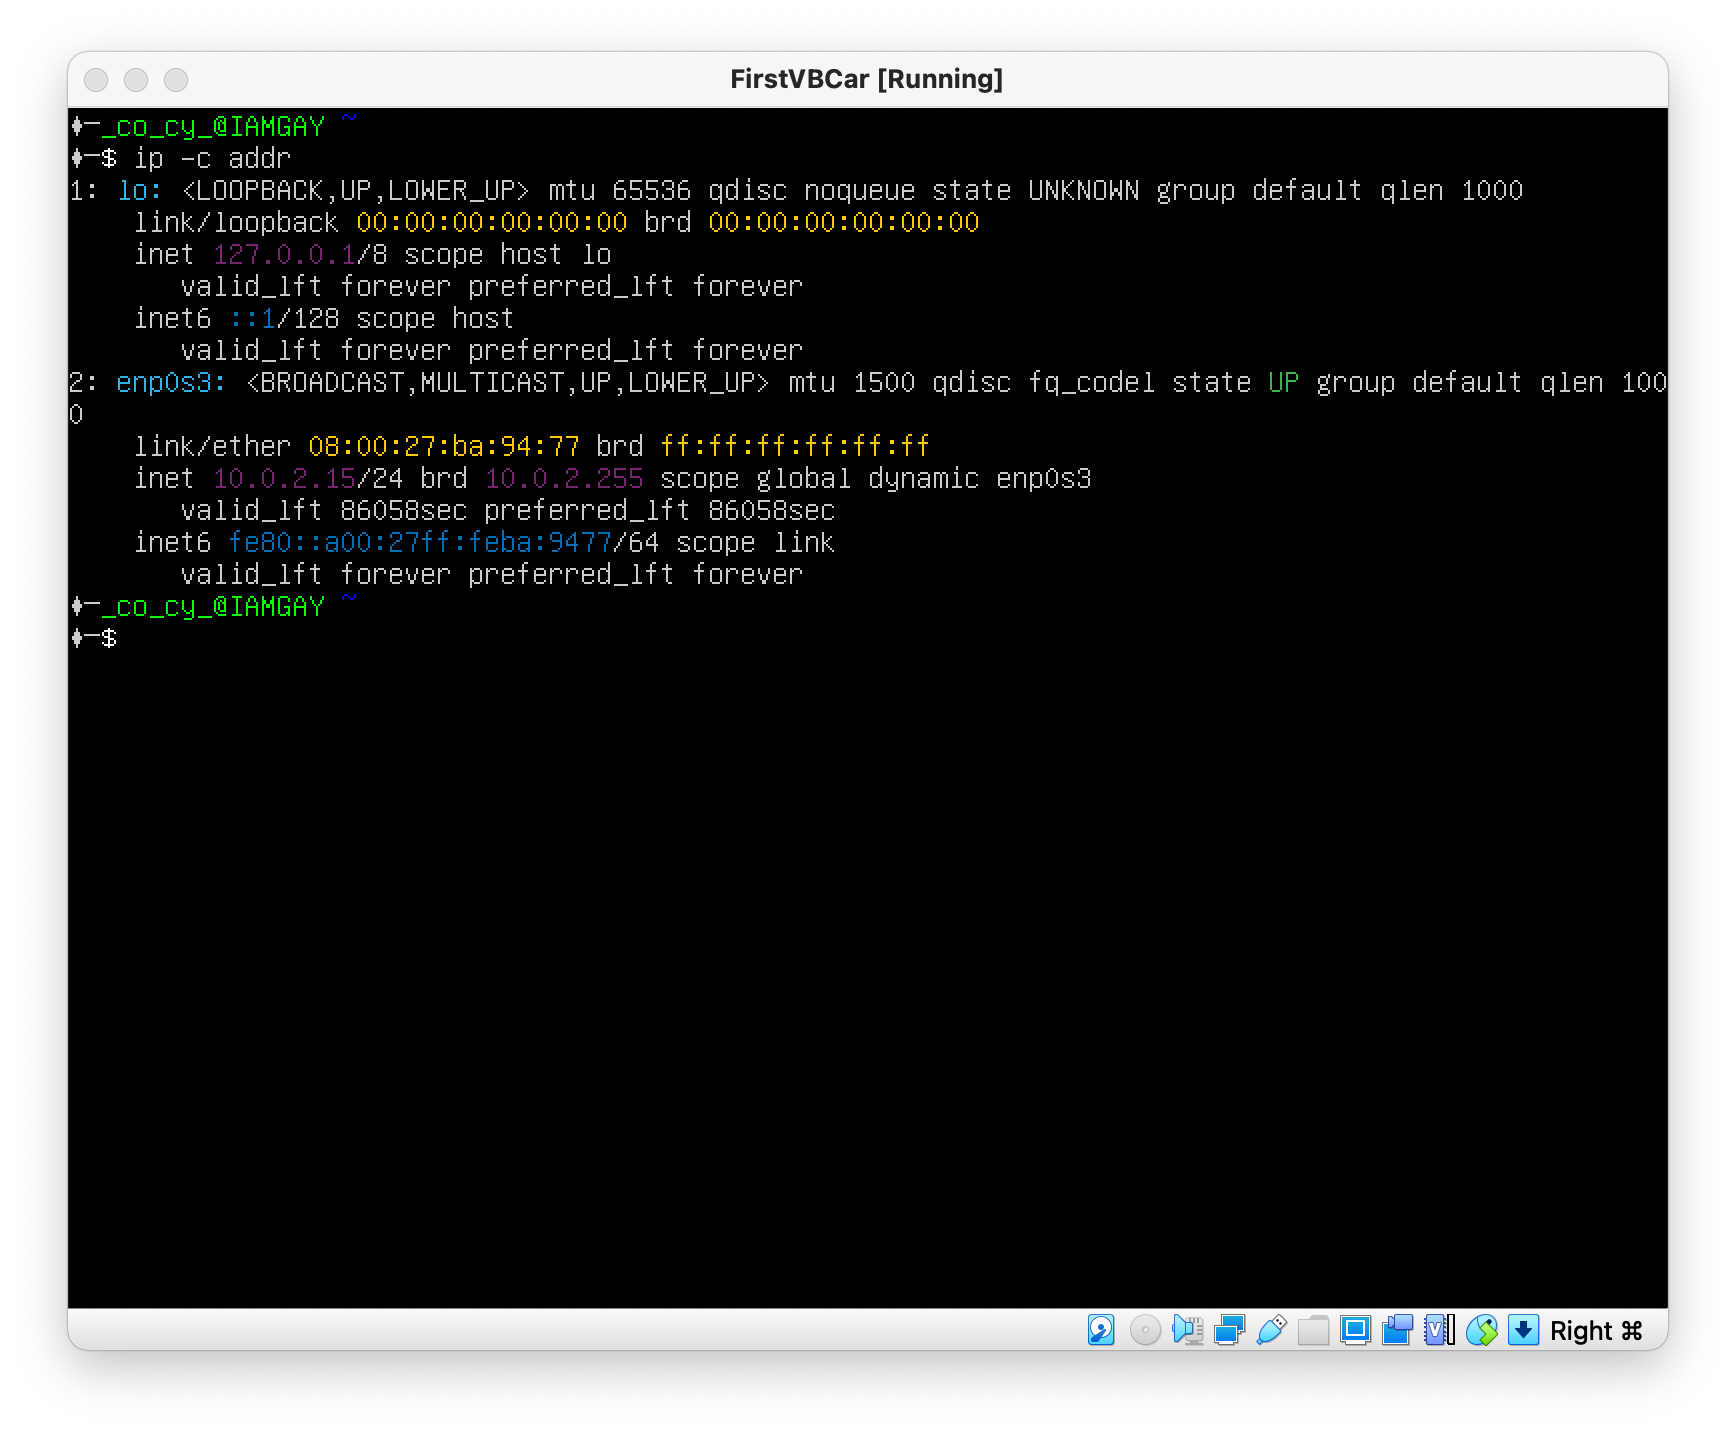 FirstVBCar [Running]
_co_cy_@IAMGAY ~
$ ip -c addr
1: lo: <LOOPBACK,UP,LOWER_UP> mtu 65536 qdisc noqueue state UNKNOWN group default qlen 1000
link/loopback 00:00:00:00:00:00 brd 00:00:00:00:00:00
inet 127.0.0.1/8 scope host lo
valid_lft forever preferred_lft forever
inet6 ::1/128 scope host
valid_lft forever preferred_lft forever
2: enp0s3: <BROADCAST,MULTICAST,UP,LOWER_UP> mtu 1500 qdisc fq_codel state UP group default qlen 100
0
link/ether 08:00:27:ba:94:77 brd ff:ff:ff:ff:ff:ff
inet 10.0.2.15/24 brd 10.0.2.255 scope global dynamic enp0s3
valid_lft 86058sec preferred_lft 86058sec
inet6 fe80::a00:27ff:feba:9477/64 scope link
valid_lft forever preferred_lft forever
_co_cy_@IAMGAY ~
$
Right ⌘